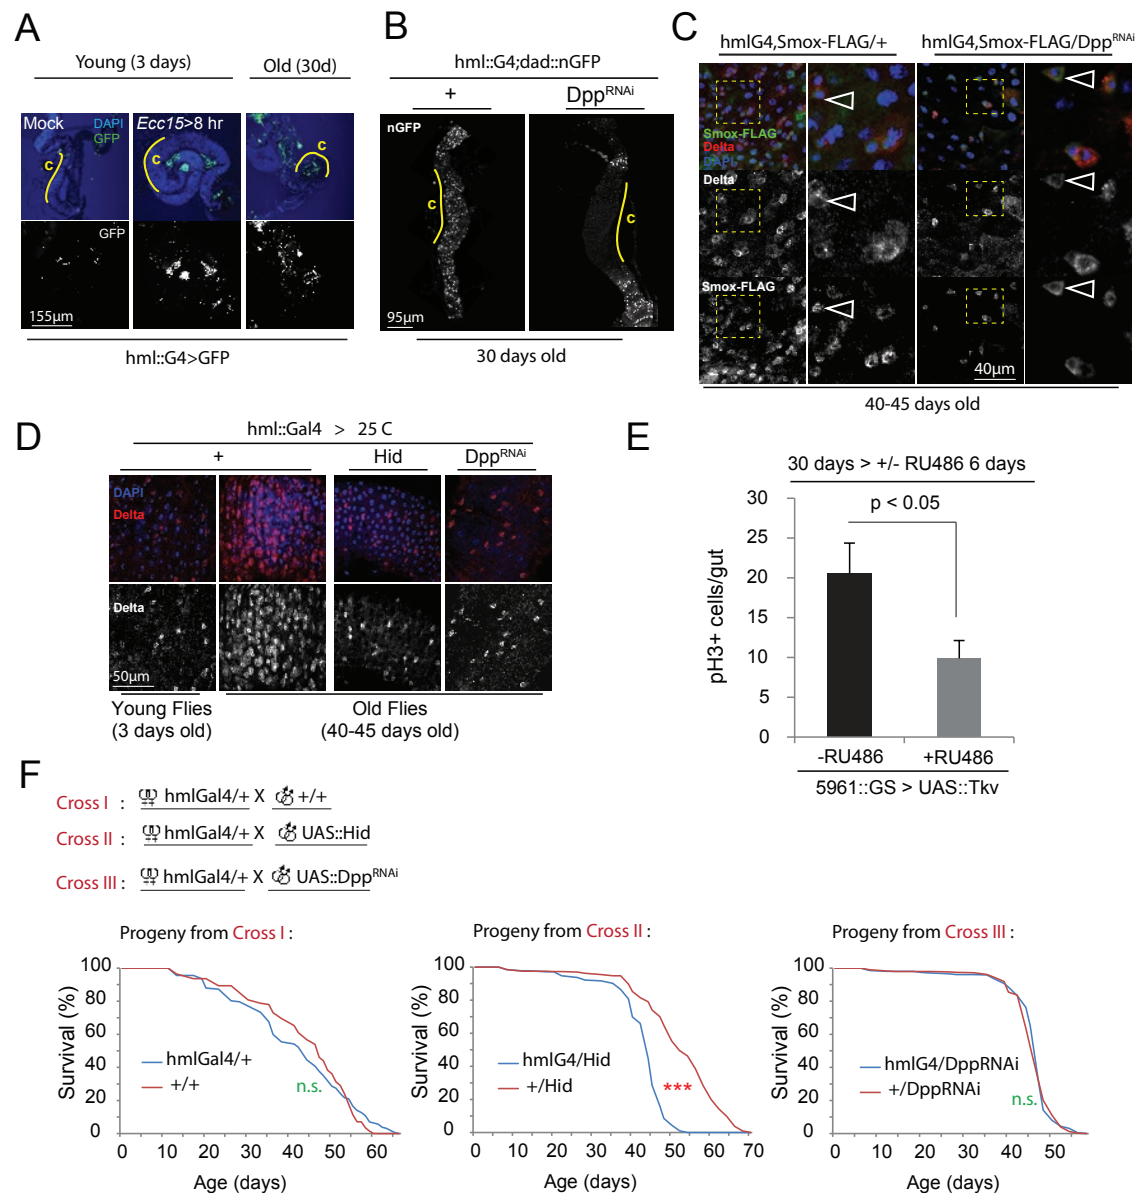 A
Young (3 days)
Old (30d)
Mock
DAPI
GFP
Ecc15>8 hr
c
c
c
GFP
155µm
hml::G4>GFP
B
hml::G4;dad::nGFP
+
DppRNAi
nGFP
c
c
95µm
30 days old
C
hmlG4,Smox-FLAG/+
hmlG4,Smox-FLAG/DppRNAi
Smox-FLAG
Delta
DAPI
Delta
Smox-FLAG
40µm
40-45 days old
D
hml::Gal4 > 25 C
+
Hid
DppRNAi
DAPI
Delta
Delta
50µm
Young Flies
(3 days old)
Old Flies
(40-45 days old)
E
30 days > +/- RU486 6 days
p < 0.05
pH3+ cells/gut
30
25
20
15
10
5
0
-RU486
+RU486
5961::GS > UAS::Tkv
F
Cross I : hmlGal4/+ X +/+
Cross II : hmlGal4/+ X UAS::Hid
Cross III : hmlGal4/+ X UAS::DppRNAi
Progeny from Cross I :
Survival (%)
100
80
60
40
20
0
hmlGal4/+
+/+
n.s.
0 10 20 30 40 50 60
Age (days)
Progeny from Cross II :
Survival (%)
100
80
60
40
20
0
hmlG4/Hid
+/Hid
***
0 10 20 30 40 50 60 70
Age (days)
Progeny from Cross III :
Survival (%)
100
80
60
40
20
0
hmlG4/DppRNAi
+/DppRNAi
n.s.
0 10 20 30 40 50
Age (days)